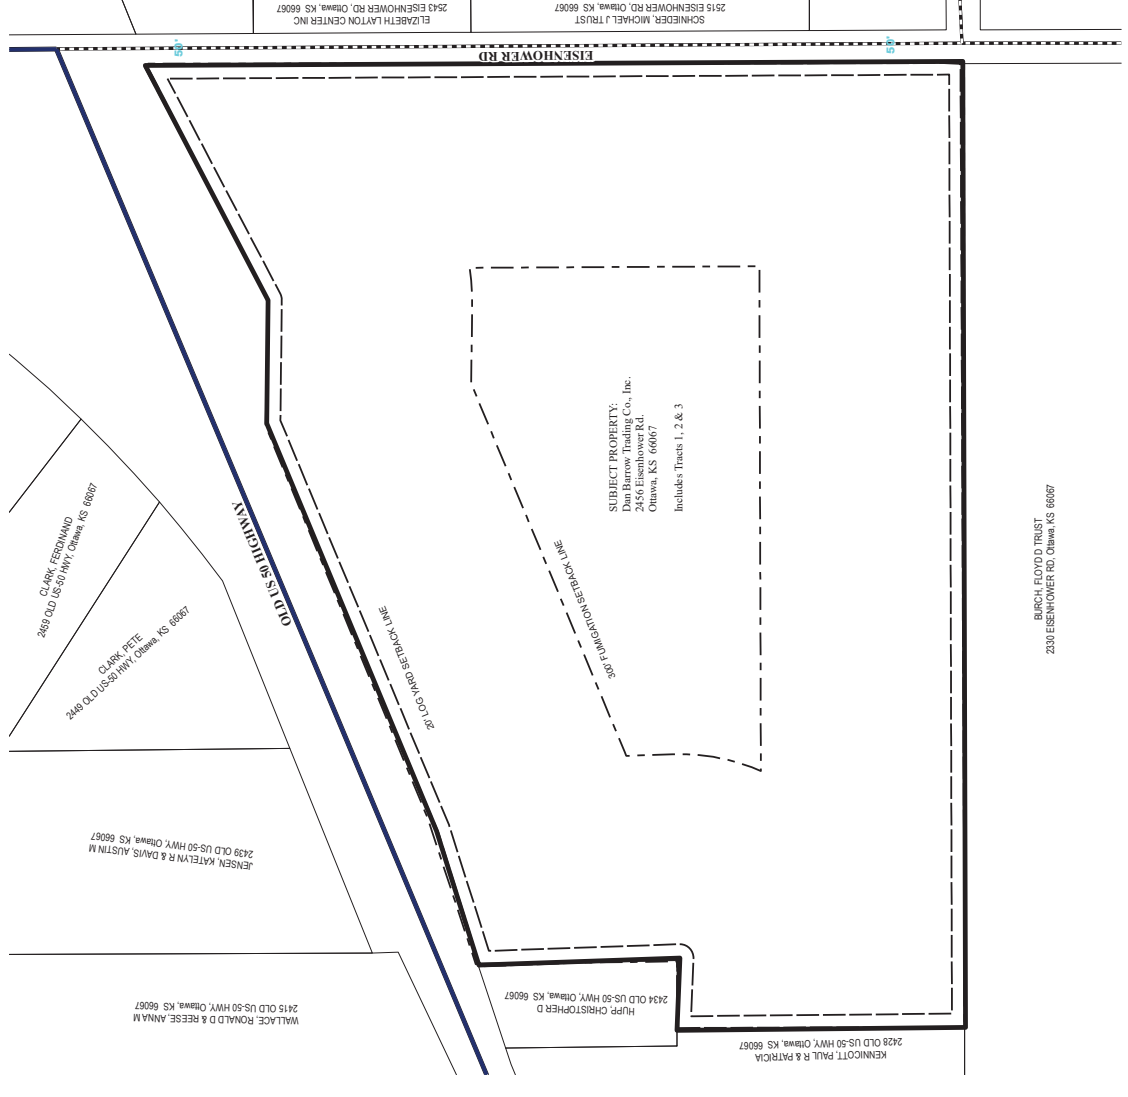 ELIZABETH LAYTON CENTER INC
2543 EISENHOWER RD, Ottawa, KS 66067
SCHNIEDER, MICHAEL J TRUST
2515 EISENHOWER RD, Ottawa, KS 66067
50'
50'
EISENHOWER RD
SUBJECT PROPERTY:
Dan Barrow Trading Co., Inc.
2456 Eisenhower Rd.
Ottawa, KS 66067
Includes Tracts 1, 2 & 3
CLARK, FERDINAND
2459 OLD US-50 HWY, Ottawa, KS 66067
OLD US 50 HIGHWAY
BURCH, FLOYD D TRUST
2330 EISENHOWER RD, Ottawa, KS 66067
300' FUMIGATION SETBACK LINE
20' LOG YARD SETBACK LINE
CLARK, PETE
2449 OLD US-50 HWY, Ottawa, KS 66067
JENSEN, KATELYN R & DAVIS, AUSTIN M
2439 OLD US-50 HWY, Ottawa, KS 66067
WALLACE, RONALD D & REESE, ANNA M
2415 OLD US-50 HWY, Ottawa, KS 66067
HUPP, CHRISTOPHER D
2434 OLD US-50 HWY, Ottawa, KS 66067
KENNICOTT, PAUL R & PATRICIA
2428 OLD US-50 HWY, Ottawa, KS 66067